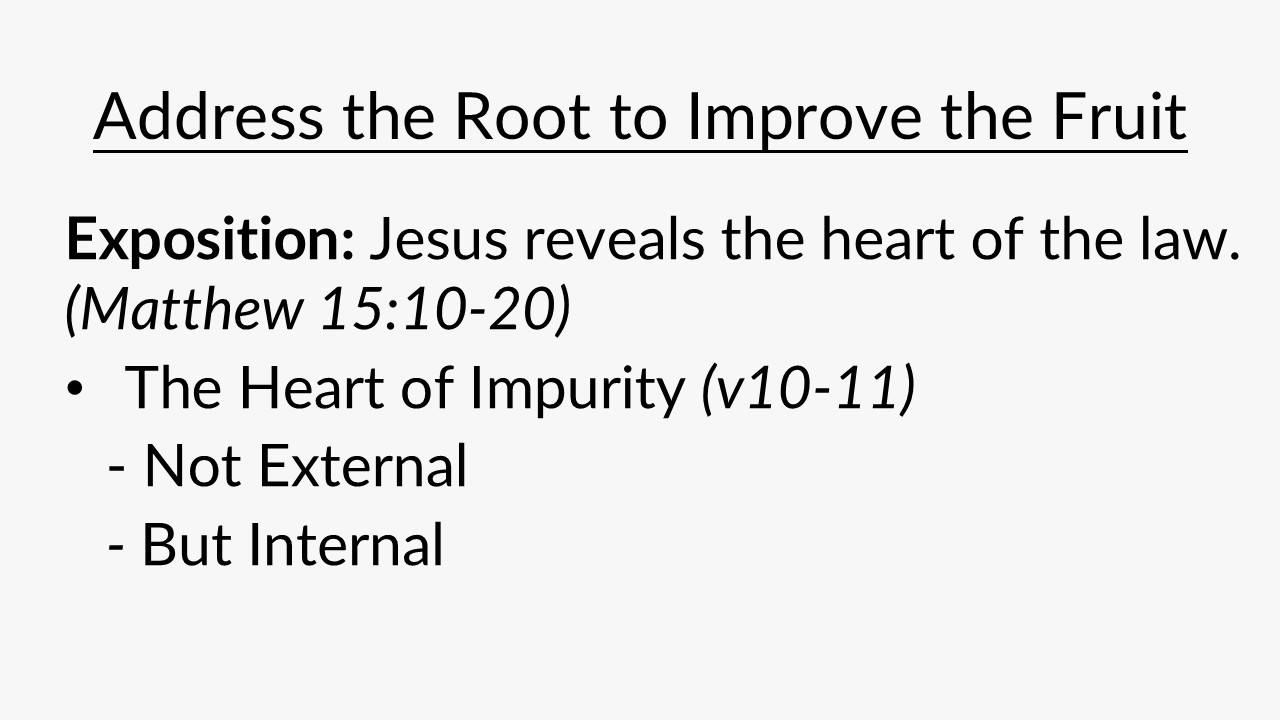 Address the Root to Improve the Fruit
Exposition: Jesus reveals the heart of the law.
(Matthew 15:10-20)
• The Heart of Impurity (v10-11)
- Not External
- But Internal